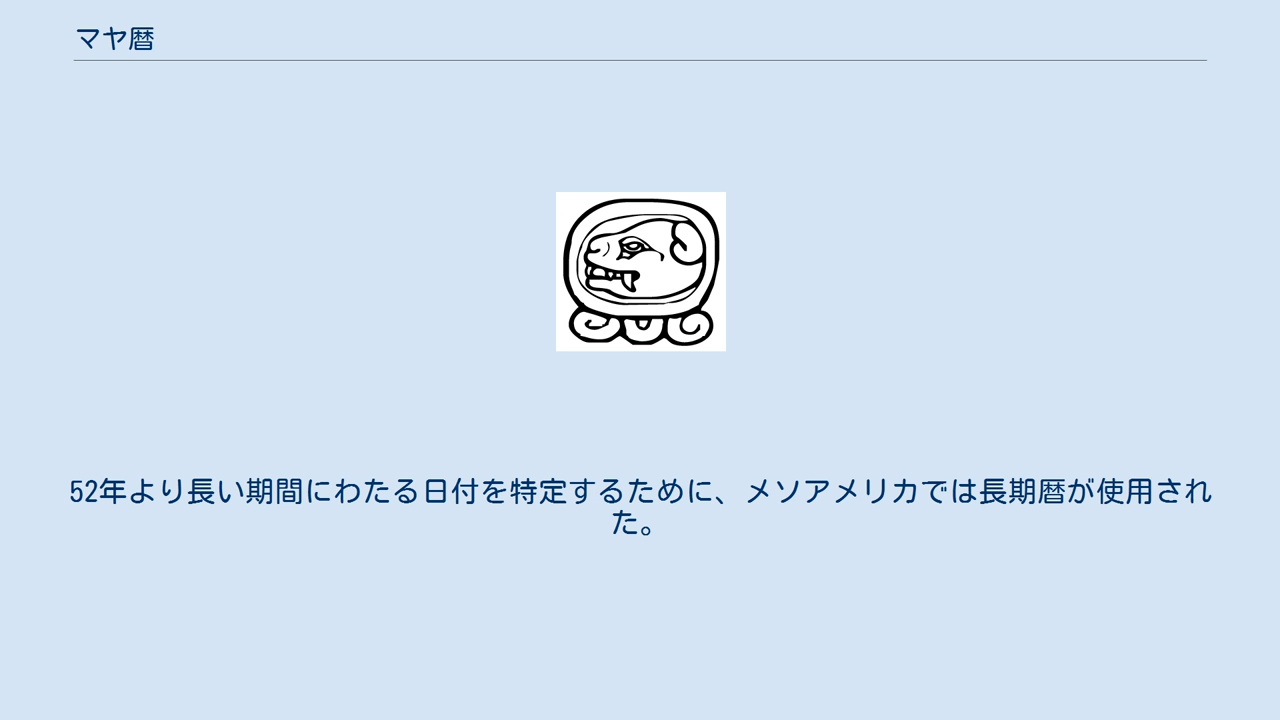 マヤ暦
52年より長い期間にわたる日付を特定するために、メソアメリカでは長期暦が使用され
た。